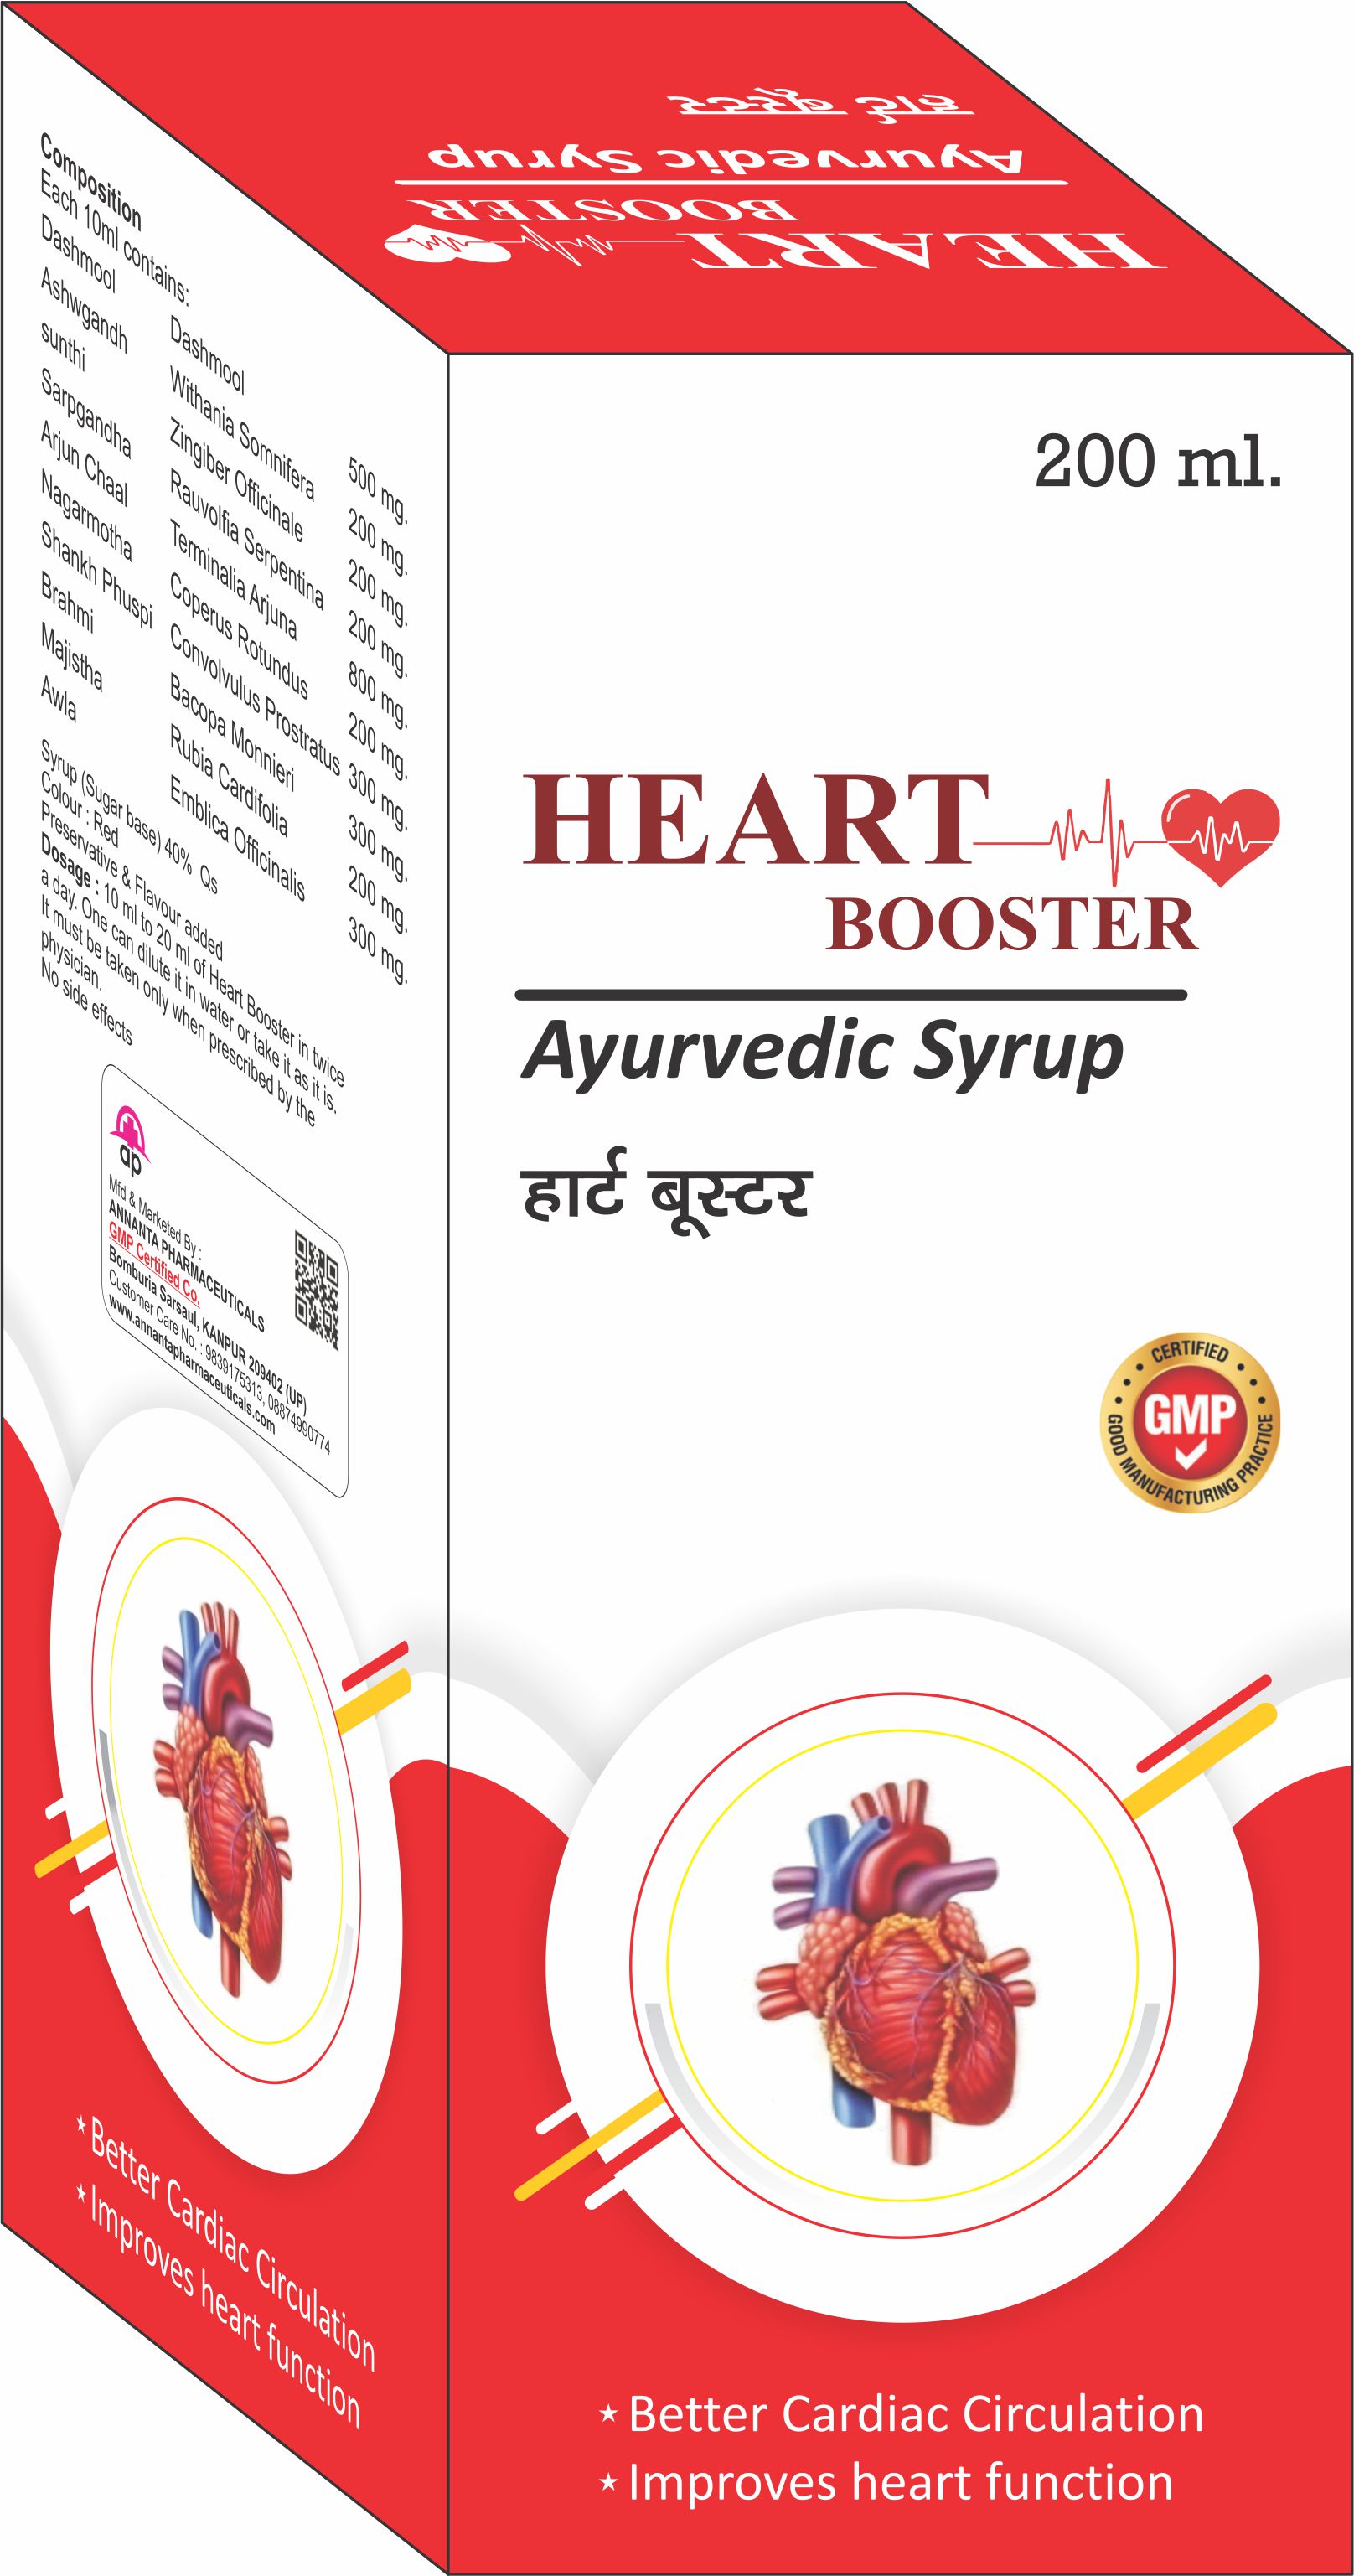 हार्ट बूस्टर
Ayurvedic Syrup
HEART
BOOSTER
Composition
Each 10ml contains:
Dashmool Dashmool 500 mg.
Ashwgandh Withania Somnifera 200 mg.
sunthi Zingiber Officinale 200 mg.
Sarpgandha Rauvolfia Serpentina 200 mg.
Arjun Chaal Terminalia Arjuna 800 mg.
Nagarmotha Coperus Rotundus 200 mg.
Shankh Phuspi Convolvulus Prostratus 300 mg.
Brahmi Bacopa Monnieri 300 mg.
Majistha Rubia Cardifolia 200 mg.
Awla Emblica Officinalis 300 mg.
Syrup (Sugar base) 40% Qs
Colour : Red
Preservative & Flavour added
Dosage : 10 ml to 20 ml of Heart Booster in twice
a day. One can dilute it in water or take it as it is.
It must be taken only when prescribed by the
physician.
No side effects
ap
Mfd & Marketed By :
ANNANTA PHARMACEUTICALS
GMP Certified Co.
Bomburia Sarsaul, KANPUR 209402 (UP)
Customer Care No. : 9839175313, 08874990774
www.annantapharmaceuticals.com
★ Better Cardiac Circulation
★ Improves heart function
200 ml.
HEART
BOOSTER
Ayurvedic Syrup
हार्ट बूस्टर
CERTIFIED
GMP
GOOD MANUFACTURING PRACTICE
★ Better Cardiac Circulation
★ Improves heart function